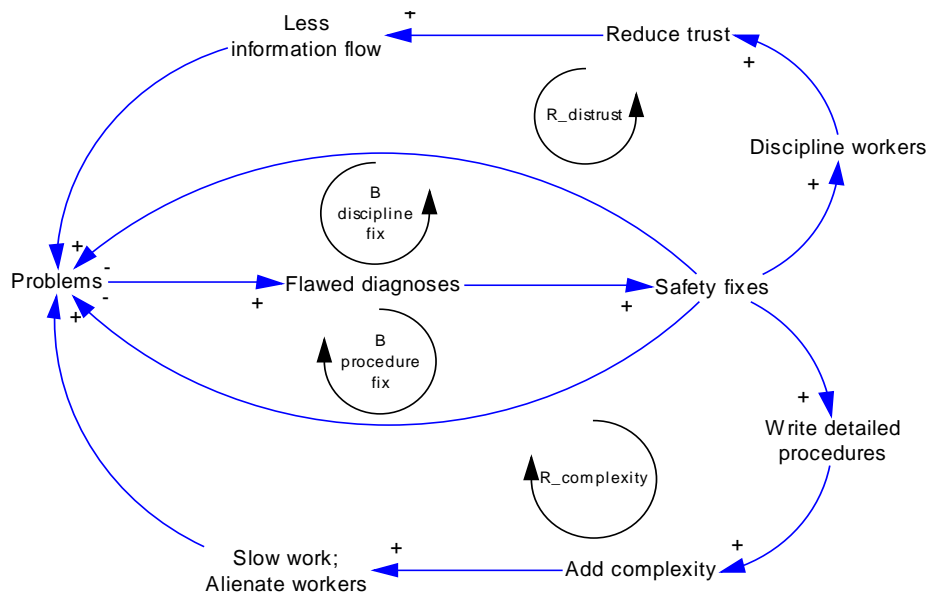 +
Less
information flow
Reduce trust
+
R_distrust
Discipline workers
+
B
discipline
fix
+
-
Problems
Flawed diagnoses
Safety fixes
+
+
-
+
B
procedure
fix
+
Write detailed
procedures
R_complexity
+
+
Slow work;
Alienate workers
Add complexity